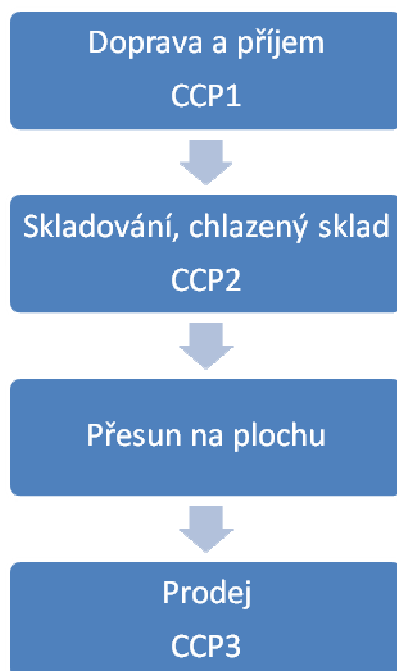 Doprava a příjem
CCP1
Skladování, chlazený sklad
CCP2
Přesun na plochu
Prodej
CCP3